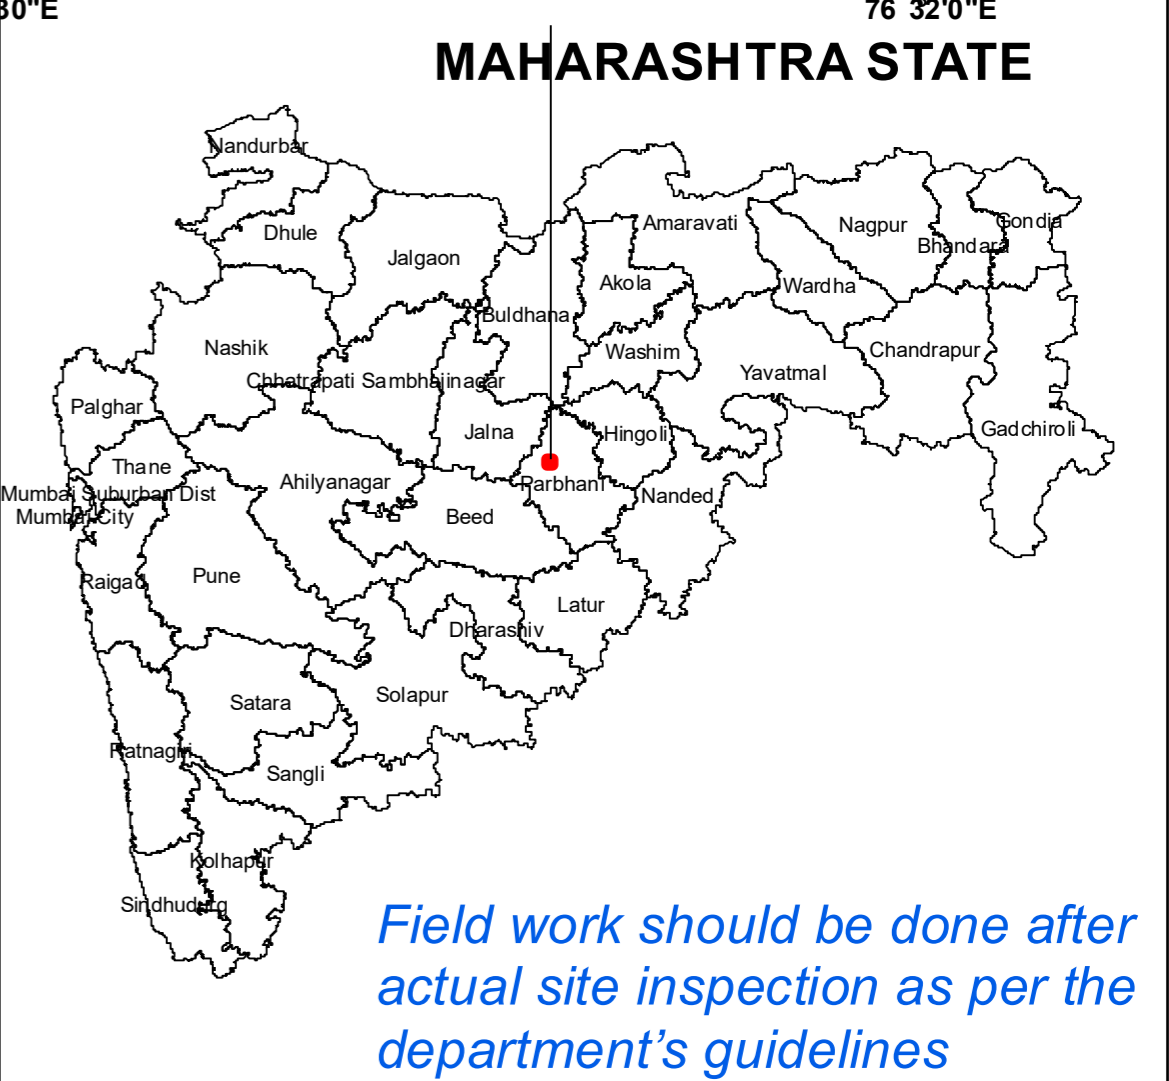 30"E
76 32'0"E
MAHARASHTRA STATE
Nandurbar
Dhule
Jalgaon
Amaravati
Nagpur
Gondia
Bhandara
Akola
Wardha
Buldhana
Nashik
Washim
Chandrapur
Chhatrapati Sambhajinagar
Yavatmal
Palghar
Jalna
Hingoli
Gadchiroli
Thane
Ahilyanagar
Parbhani
Mumbai Suburban Dist
Nanded
Mumbai City
Beed
Raigad
Pune
Latur
Dharashiv
Solapur
Satara
Ratnagiri
Sangli
Kolhapur
Sindhudurg
Field work should be done after
actual site inspection as per the
department’s guidelines